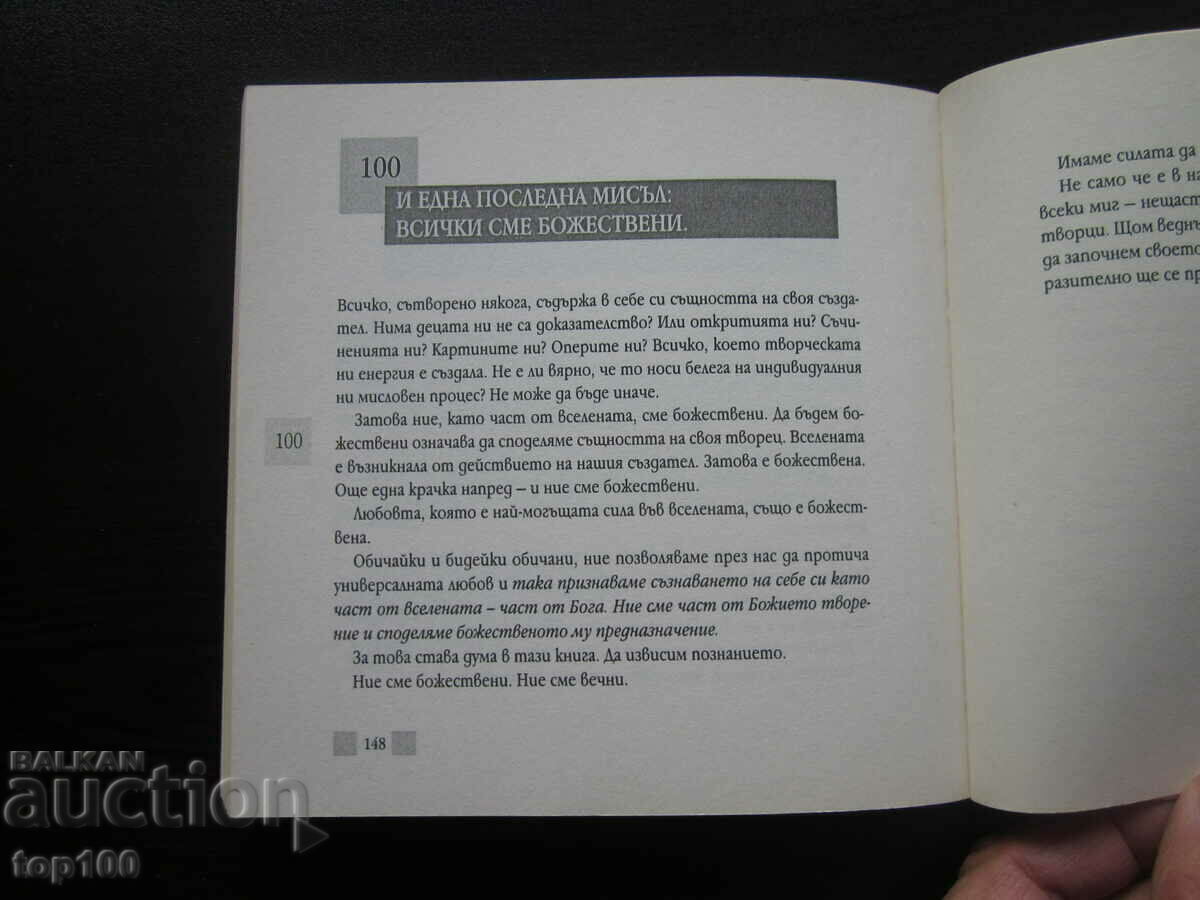 100
И ЕДНА ПОСЛЕДНА МИСЪЛ:
ВСИЧКИ СМЕ БОЖЕСТВЕНИ.
Всичко, сътворено някога, съдържа в себе си същността на своя създа-
тел. Нима децата ни не са доказателство? Или откритията ни? Съчи-
ненията ни? Картините ни? Оперите ни? Всичко, което творческата
ни енергия е създала. Не е ли вярно, че то носи белега на индивидуалния
ни мисловен процес? Не може да бъде иначе.
Затова ние, като част от вселената, сме божествени. Да бъдем бо-
жествени означава да споделяме същността на своя творец. Вселената
е възникнала от действието на нашия създател. Затова е божествена.
Още една крачка напред – и ние сме божествени.
Любовта, която е най-могъщата сила във вселената, също е божест-
вена.
Обичайки и бидейки обичани, ние позволяваме през нас да протича
универсалната любов и така признаваме съзнаването на себе си като
част от вселената – част от Бога. Ние сме част от Божието творе-
ние и споделяме божественото му предназначение.
За това става дума в тази книга. Да извисим познанието.
Ние сме божествени. Ние сме вечни.
100
148
Имаме силата да
Не само че е в на
всеки миг – нещаст
творци. Щом веднъ
да започнем своето
разително ще се пр
BALKAN
auction
top100